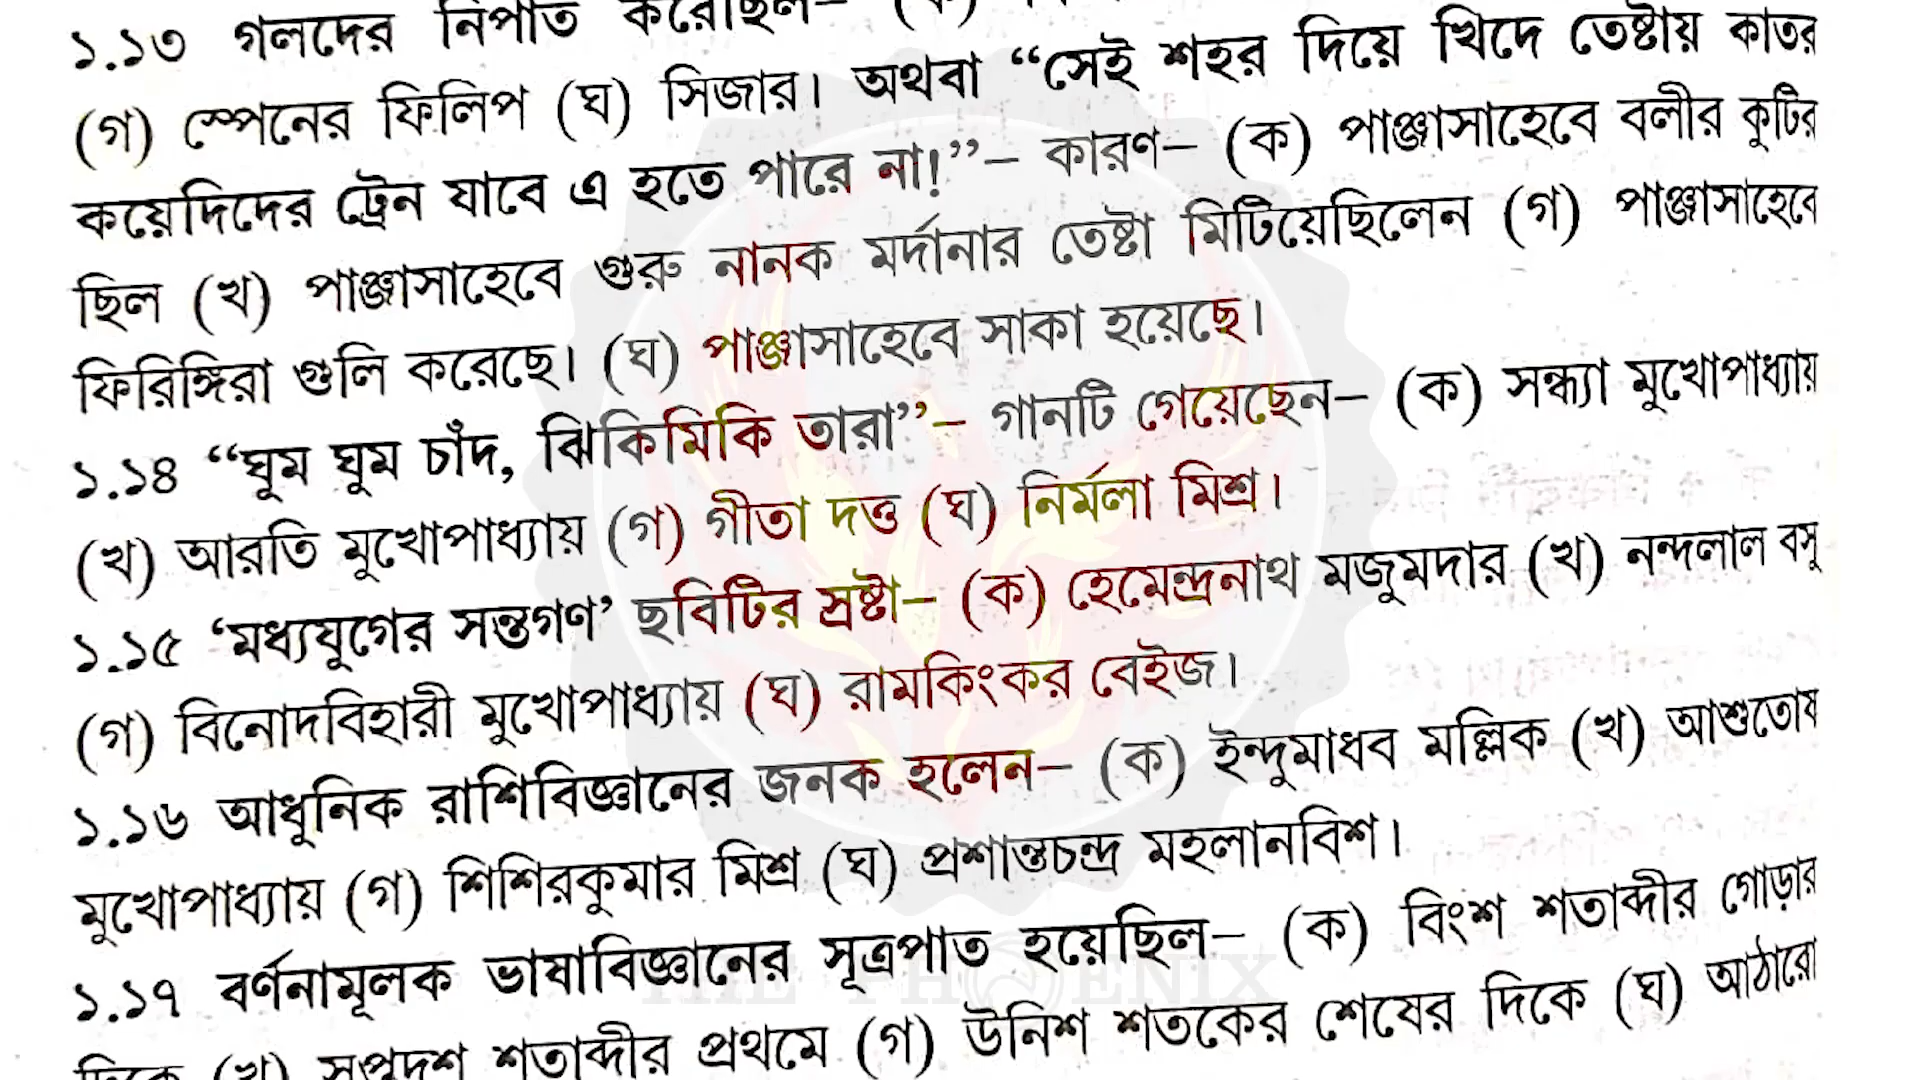 ১.১৩ গলদের নিপাত করেছিল– (ক)
(গ) স্পেনের ফিলিপ (ঘ) সিজার। অথবা “সেই শহর দিয়ে খিদে তেষ্টায় কাতর
কয়েদিদের ট্রেন যাবে এ হতে পারে না!”– কারণ– (ক) পাঞ্জাসাহেবে বলীর কুটির
ছিল (খ) পাঞ্জাসাহেবে গুরু নানক মর্দানার তেষ্টা মিটিয়েছিলেন (গ) পাঞ্জাসাহেবে
ফিরিঙ্গিরা গুলি করেছে। (ঘ) পাঞ্জাসাহেবে সাকা হয়েছে।
১.১৪ “ঘুম ঘুম চাঁদ, ঝিকিমিকি তারা”– গানটি গেয়েছেন– (ক) সন্ধ্যা মুখোপাধ্যায়
(খ) আরতি মুখোপাধ্যায় (গ) গীতা দত্ত (ঘ) নির্মলা মিশ্র।
১.১৫ ‘মধ্যযুগের সন্তগণ’ ছবিটির স্রষ্টা– (ক) হেমেন্দ্রনাথ মজুমদার (খ) নন্দলাল বসু
(গ) বিনোদবিহারী মুখোপাধ্যায় (ঘ) রামকিংকর বেইজ।
১.১৬ আধুনিক রাশিবিজ্ঞানের জনক হলেন– (ক) ইন্দুমাধব মল্লিক (খ) আশুতোষ
মুখোপাধ্যায় (গ) শিশিরকুমার মিশ্র (ঘ) প্রশান্তচন্দ্র মহলানবিশ।
১.১৭ বর্ণনামূলক ভাষাবিজ্ঞানের সূত্রপাত হয়েছিল– (ক) বিংশ শতাব্দীর গোড়ার
THE PHOENIX
দিকে (খ) সপ্তদশ শতাব্দীর প্রথমে (গ) উনিশ শতকের শেষের দিকে (ঘ) আঠারো